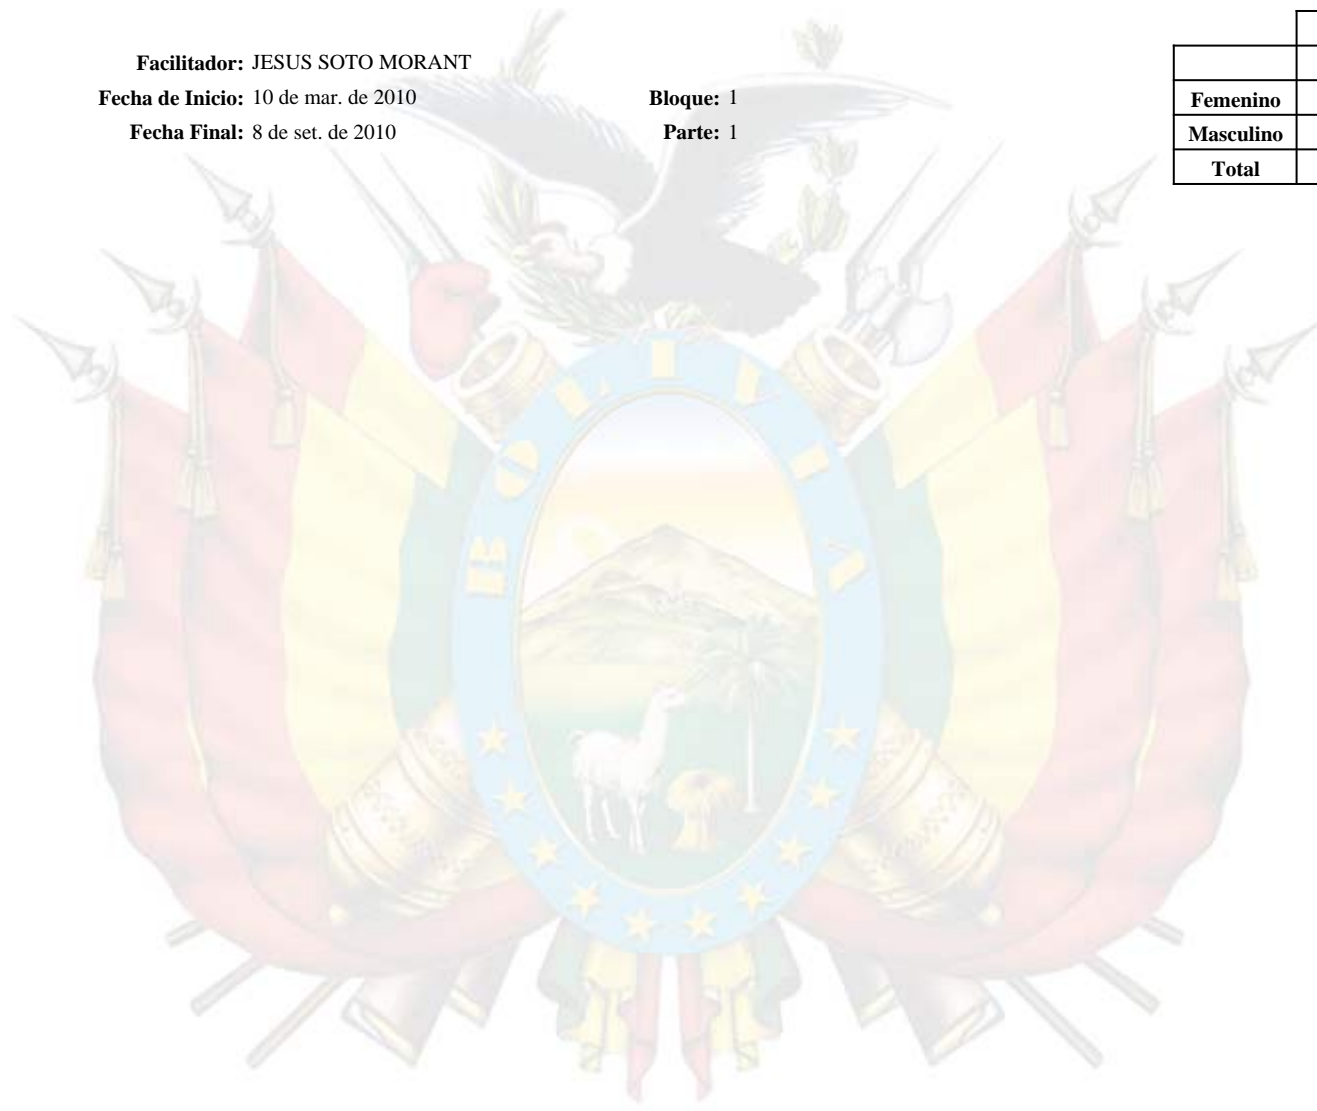 Facilitador: JESUS SOTO MORANT
Fecha de Inicio: 10 de mar. de 2010 Bloque: 1
Fecha Final: 8 de set. de 2010 Parte: 1
Femenino
Masculino
Total
BOLIVIA